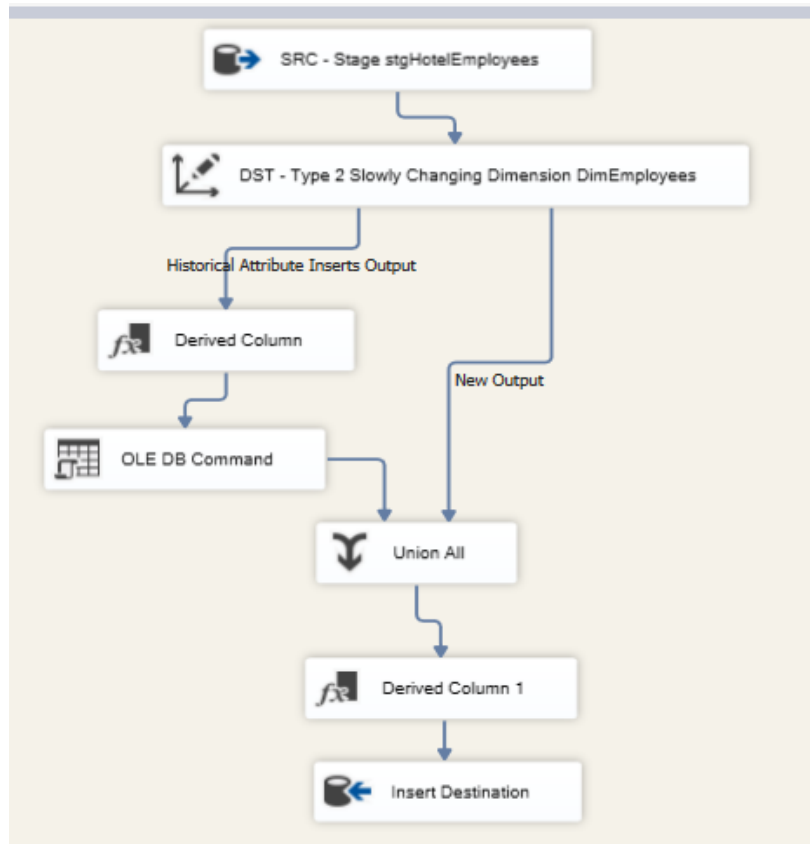 SRC - Stage stgHotelEmployees
DST - Type 2 Slowly Changing Dimension DimEmployees
Historical Attribute Inserts Output
Derived Column
New Output
OLE DB Command
Union All
Derived Column 1
Insert Destination